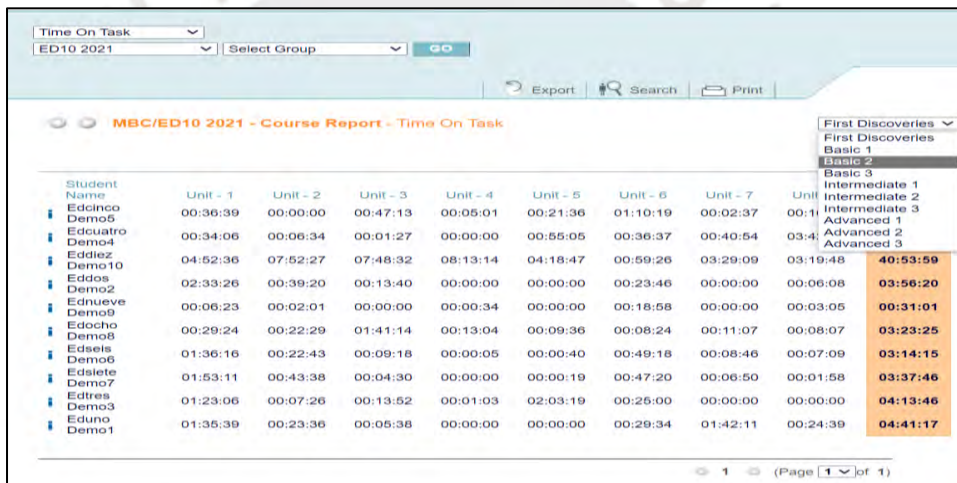 Time On Task
ED10 2021 Select Group GO
Export Search Print
MBC/ED10 2021 - Course Report - Time On Task
First Discoveries
First Discoveries
Basic 1
Basic 2
Basic 3
Intermediate 1
Intermediate 2
Intermediate 3
Advanced 1
Advanced 2
Advanced 3
Student Name Unit - 1 Unit - 2 Unit - 3 Unit - 4 Unit - 5 Unit - 6 Unit - 7
Edcinco Demo5 00:36:39 00:00:00 00:47:13 00:05:01 00:21:36 01:10:19 00:02:37
Edcuatro Demo4 00:34:06 00:06:34 00:01:27 00:00:00 00:55:05 00:36:37 00:40:54
Eddiez Demo10 04:52:36 07:52:27 07:48:32 08:13:14 04:18:47 00:59:26 03:29:09 03:19:48 40:53:59
Eddos Demo2 02:33:26 00:39:20 00:13:40 00:00:00 00:00:00 00:23:46 00:00:00 00:06:08 03:56:20
Ednueve Demo9 00:06:23 00:02:01 00:00:00 00:00:34 00:00:00 00:18:58 00:00:00 00:03:05 00:31:01
Edocho Demo8 00:29:24 00:22:29 01:41:14 00:13:04 00:09:36 00:08:24 00:11:07 00:08:07 03:23:25
Edseis Demo6 01:36:16 00:22:43 00:09:18 00:00:05 00:00:40 00:49:18 00:08:46 00:07:09 03:14:15
Edsiete Demo7 01:53:11 00:43:38 00:04:30 00:00:00 00:00:19 00:47:20 00:06:50 00:01:58 03:37:46
Edtres Demo3 01:23:06 00:07:26 00:13:52 00:01:03 02:03:19 00:25:00 00:00:00 00:00:00 04:13:46
Eduno Demo1 01:35:39 00:23:36 00:05:38 00:00:00 00:00:00 00:29:34 01:42:11 00:24:39 04:41:17
1 (Page 1 of 1)